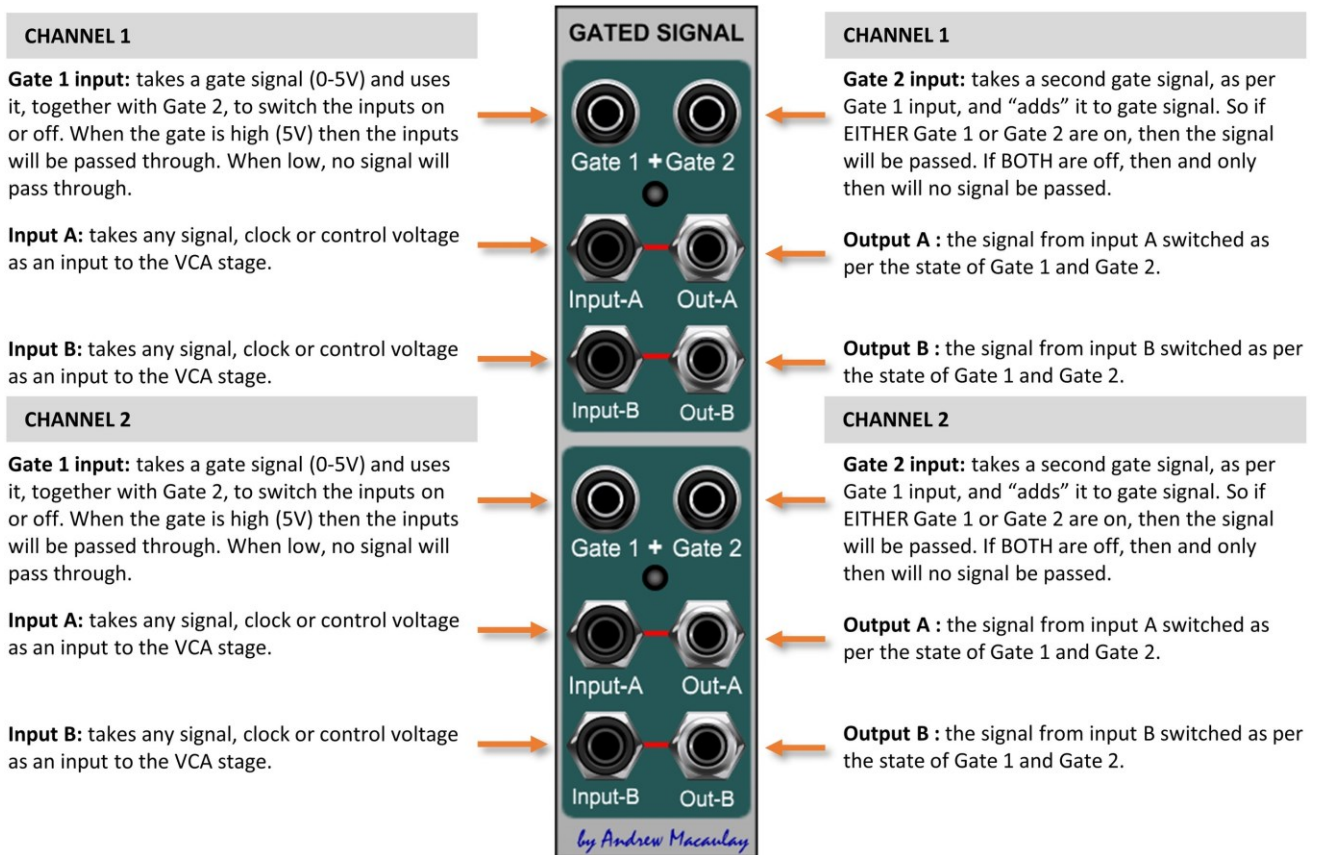 CHANNEL 1
Gate 1 input: takes a gate signal (0-5V) and uses
it, together with Gate 2, to switch the inputs on
or off. When the gate is high (5V) then the inputs
will be passed through. When low, no signal will
pass through.
Input A: takes any signal, clock or control voltage
as an input to the VCA stage.
Input B: takes any signal, clock or control voltage
as an input to the VCA stage.
CHANNEL 2
Gate 1 input: takes a gate signal (0-5V) and uses
it, together with Gate 2, to switch the inputs on
or off. When the gate is high (5V) then the inputs
will be passed through. When low, no signal will
pass through.
Input A: takes any signal, clock or control voltage
as an input to the VCA stage.
Input B: takes any signal, clock or control voltage
as an input to the VCA stage.
GATED SIGNAL
Gate 1 + Gate 2
Input-A Out-A
Input-B Out-B
Gate 1 + Gate 2
Input-A Out-A
Input-B Out-B
by Andrew Macaulay
CHANNEL 1
Gate 2 input: takes a second gate signal, as per
Gate 1 input, and “adds” it to gate signal. So if
EITHER Gate 1 or Gate 2 are on, then the signal
will be passed. If BOTH are off, then and only
then will no signal be passed.
Output A : the signal from input A switched as
per the state of Gate 1 and Gate 2.
Output B : the signal from input B switched as per
the state of Gate 1 and Gate 2.
CHANNEL 2
Gate 2 input: takes a second gate signal, as per
Gate 1 input, and “adds” it to gate signal. So if
EITHER Gate 1 or Gate 2 are on, then the signal
will be passed. If BOTH are off, then and only
then will no signal be passed.
Output A : the signal from input A switched as
per the state of Gate 1 and Gate 2.
Output B : the signal from input B switched as per
the state of Gate 1 and Gate 2.